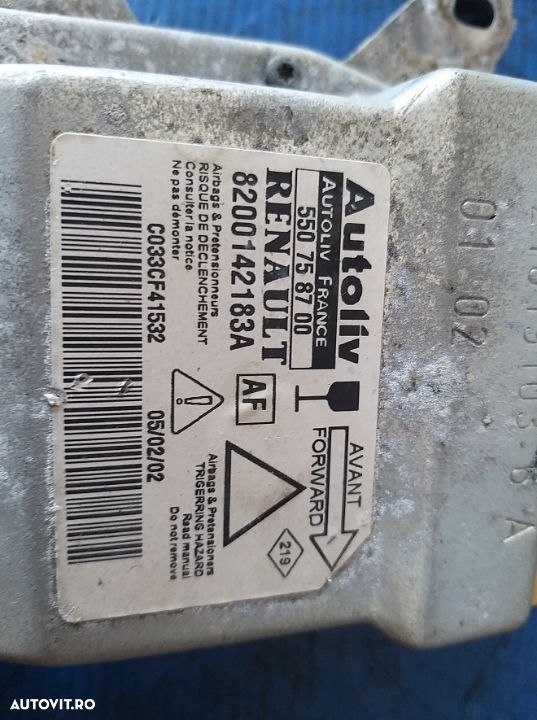 Autoliv
AUTOLIV FRANCE
550 75 87 00
RENAULT
8200142183A
Airbags & Pretensionneurs
RISQUE DE DECLENCHEMENT
Consulter la notice
Ne pas démonter
C033CF41532
05/02/02
AF
AVANT
FORWARD
219
Airbags & Pretensioners
TRIGERRING HAZARD
Read manual
Do not remove
01 02
AUTOVIT.RO